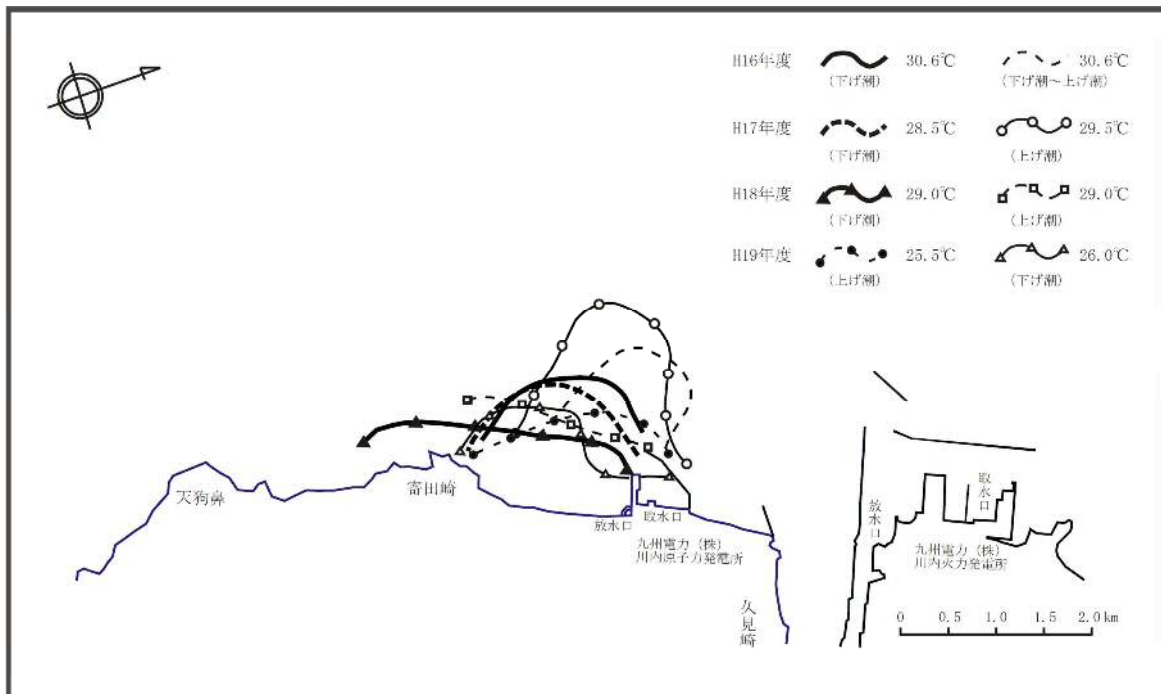 H16年度 30.6℃ 30.6℃
(下げ潮) (下げ潮～上げ潮)
H17年度 28.5℃ 29.5℃
(下げ潮) (上げ潮)
H18年度 29.0℃ 29.0℃
(下げ潮) (上げ潮)
H19年度 25.5℃ 26.0℃
(上げ潮) (下げ潮)
天狗鼻
寄田崎
放水口
取水口
九州電力（株）
川内原子力発電所
久見崎
放水口
取水口
九州電力（株）
川内火力発電所
0 0.5 1.0 1.5 2.0 km